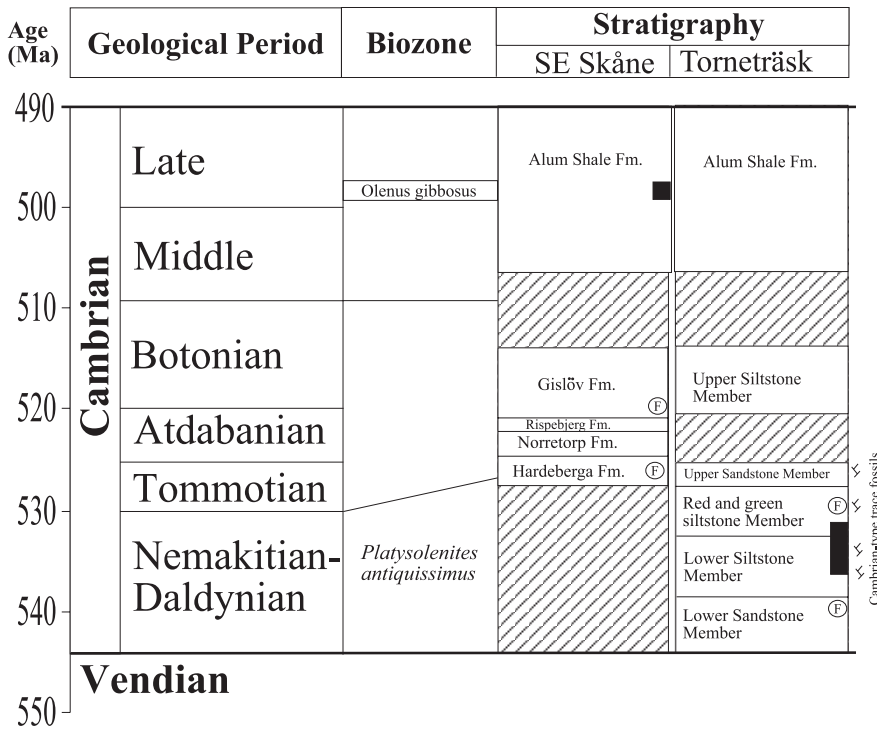 Age
(Ma)
Geological Period
Biozone
Stratigraphy
SE Skåne
Torneträsk
490
500
510
520
530
540
550
Cambrian
Late
Middle
Botonian
Atdabanian
Tommotian
Nemakitian-
Daldynian
Vendian
Olenus gibbosus
Platysolenites
antiquissimus
Alum Shale Fm.
Gislöv Fm.
F
Rispebjerg Fm.
Norretorp Fm.
Hardeberga Fm.
F
Alum Shale Fm.
Upper Siltstone
Member
Upper Sandstone Member
Red and green
siltstone Member
F
Lower Siltstone
Member
Lower Sandstone
Member
F
Cambrian-type trace fossils